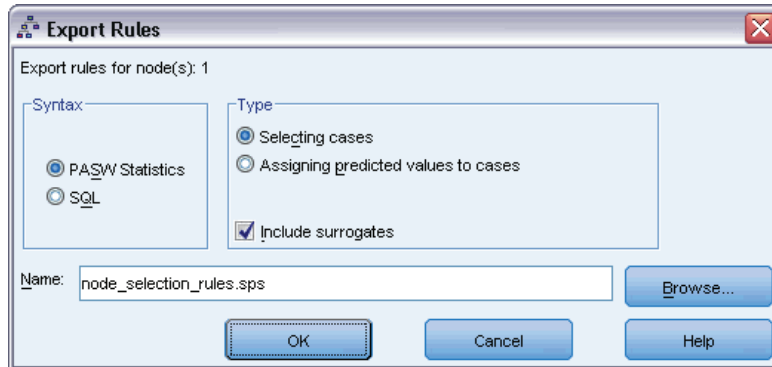 Export Rules
Export rules for node(s): 1
Syntax
PASW Statistics
SQL
Type
Selecting cases
Assigning predicted values to cases
Include surrogates
Name: node_selection_rules.sps Browse...
OK Cancel Help